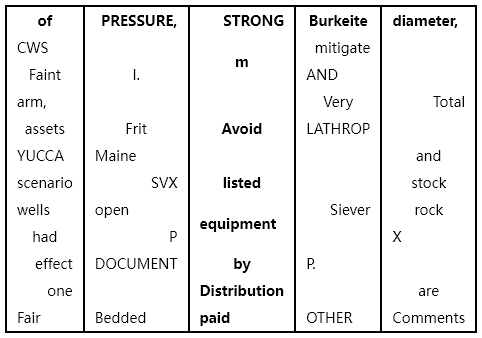 of
CWS
Faint
arm,
assets
YUCCA
scenario
wells
had
effect
one
Fair
PRESSURE,
I.
Frit
Maine
SVX
open
P
DOCUMENT
Bedded
STRONG
m
Avoid
listed
equipment
by
Distribution
paid
Burkeite
mitigate
AND
Very
LATHROP
Siever
P.
OTHER
diameter,
Total
and
stock
rock
X
are
Comments